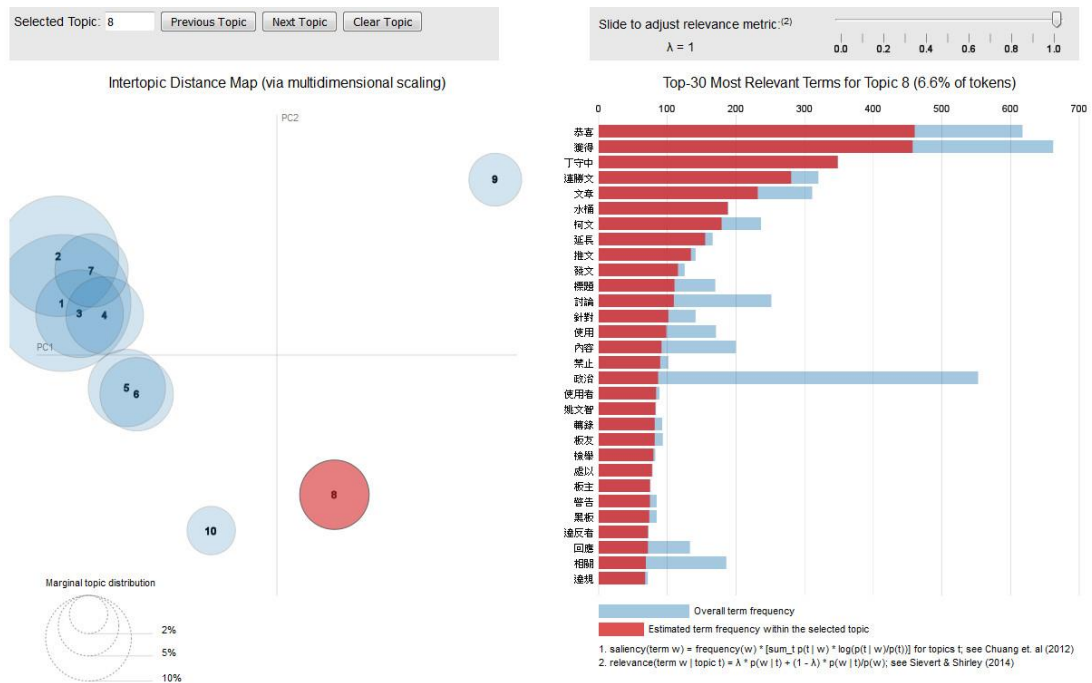 Selected Topic: 8 Previous Topic Next Topic Clear Topic
Slide to adjust relevance metric:(2)
λ = 1
0.0 0.2 0.4 0.6 0.8 1.0
Intertopic Distance Map (via multidimensional scaling)
PC2
PC1
9
2
7
1
3
4
5
6
8
10
Marginal topic distribution
2%
5%
10%
Top-30 Most Relevant Terms for Topic 8 (6.6% of tokens)
0 100 200 300 400 500 600 700
恭喜
獲得
丁守中
連勝文
文章
水桶
柯文
延長
推文
發文
標題
討論
針對
使用
內容
禁止
政治
使用者
姚文智
轉錄
板友
檢舉
處以
板主
警告
黑板
違反者
回應
相關
違規
Overall term frequency
Estimated term frequency within the selected topic
1. saliency(term w) = frequency(w) * [sum_t p(t | w) * log(p(t | w)/p(t))] for topics t; see Chuang et. al (2012)
2. relevance(term w | topic t) = λ * p(w | t) + (1 - λ) * p(w | t)/p(w); see Sievert & Shirley (2014)